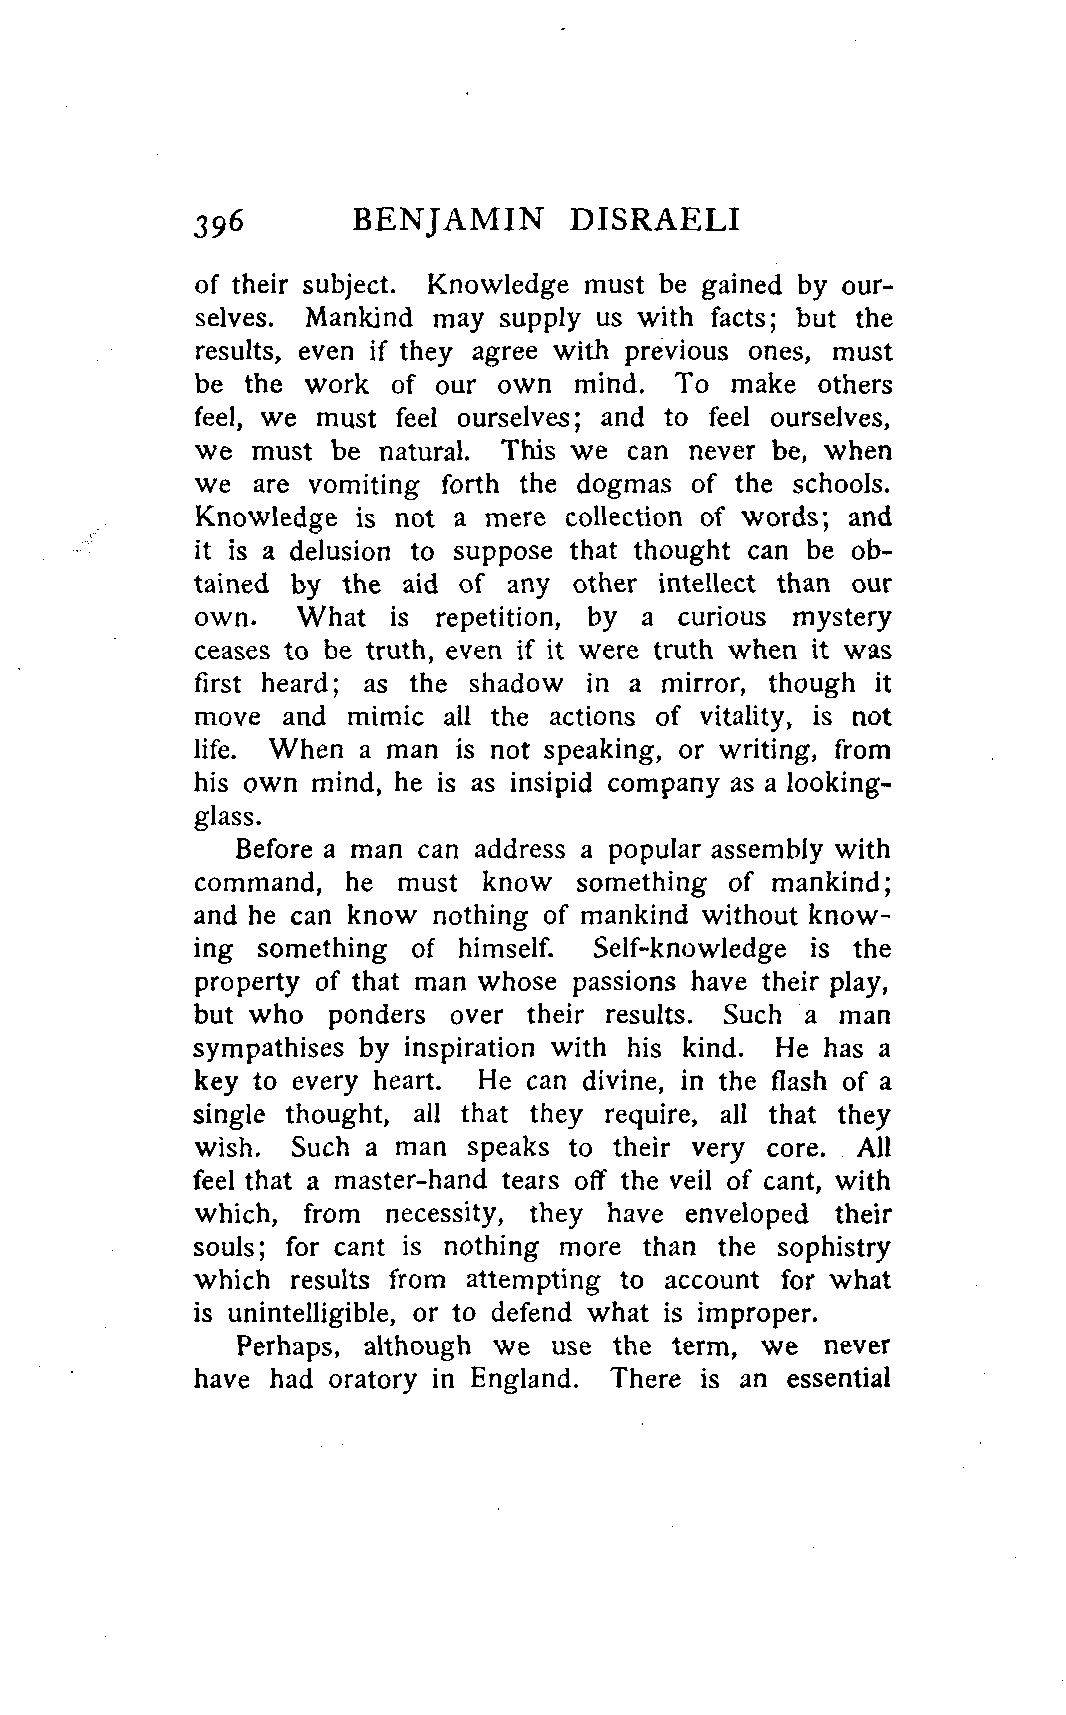 396 BENJAMIN DISRAELI
of their subject. Knowledge must be gained by our-
selves. Mankind may supply us with facts; but the
results, even if they agree with previous ones, must
be the work of our own mind. To make others
feel, we must feel ourselves; and to feel ourselves,
we must be natural. This we can never be, when
we are vomiting forth the dogmas of the schools.
Knowledge is not a mere collection of words; and
it is a delusion to suppose that thought can be ob-
tained by the aid of any other intellect than our
own. What is repetition, by a curious mystery
ceases to be truth, even if it were truth when it was
first heard; as the shadow in a mirror, though it
move and mimic all the actions of vitality, is not
life. When a man is not speaking, or writing, from
his own mind, he is as insipid company as a looking-
glass.
Before a man can address a popular assembly with
command, he must know something of mankind;
and he can know nothing of mankind without know-
ing something of himself. Self-knowledge is the
property of that man whose passions have their play,
but who ponders over their results. Such a man
sympathises by inspiration with his kind. He has a
key to every heart. He can divine, in the flash of a
single thought, all that they require, all that they
wish. Such a man speaks to their very core. All
feel that a master-hand tears off the veil of cant, with
which, from necessity, they have enveloped their
souls; for cant is nothing more than the sophistry
which results from attempting to account for what
is unintelligible, or to defend what is improper.
Perhaps, although we use the term, we never
have had oratory in England. There is an essential